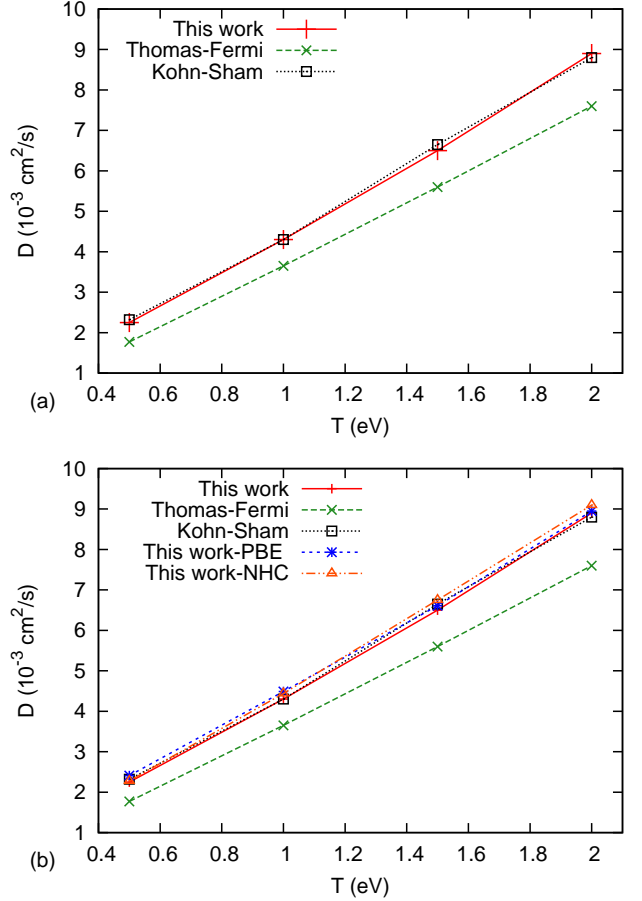 This work
Thomas-Fermi
Kohn-Sham
D (10⁻³ cm²/s)
10
9
8
7
6
5
4
3
2
1
0.4 0.6 0.8 1 1.2 1.4 1.6 1.8 2
T (eV)
(a)
This work
Thomas-Fermi
Kohn-Sham
This work-PBE
This work-NHC
D (10⁻³ cm²/s)
10
9
8
7
6
5
4
3
2
1
0.4 0.6 0.8 1 1.2 1.4 1.6 1.8 2
T (eV)
(b)